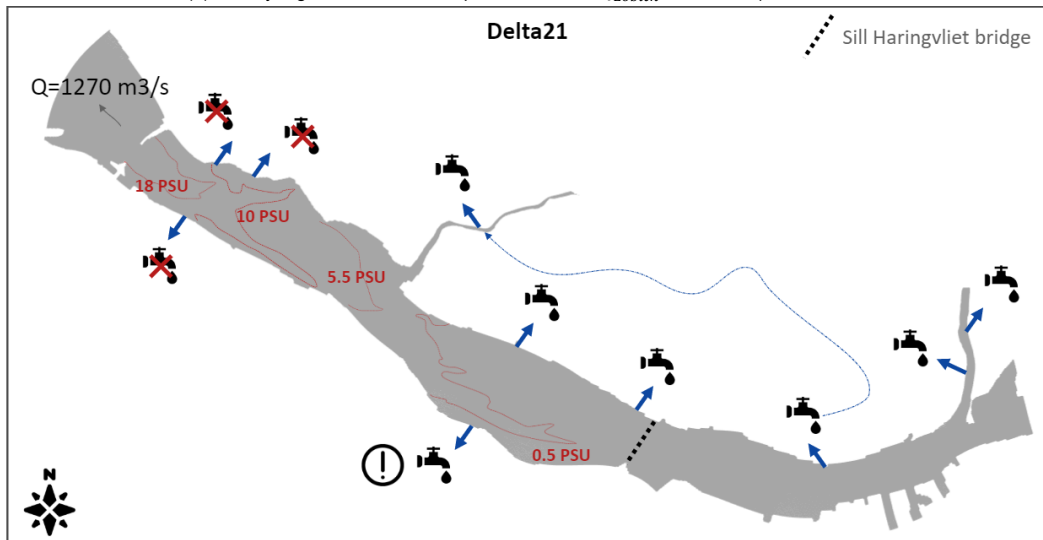 Delta21
Sill Haringvliet bridge
Q=1270 m3/s
18 PSU
10 PSU
5.5 PSU
0.5 PSU
N